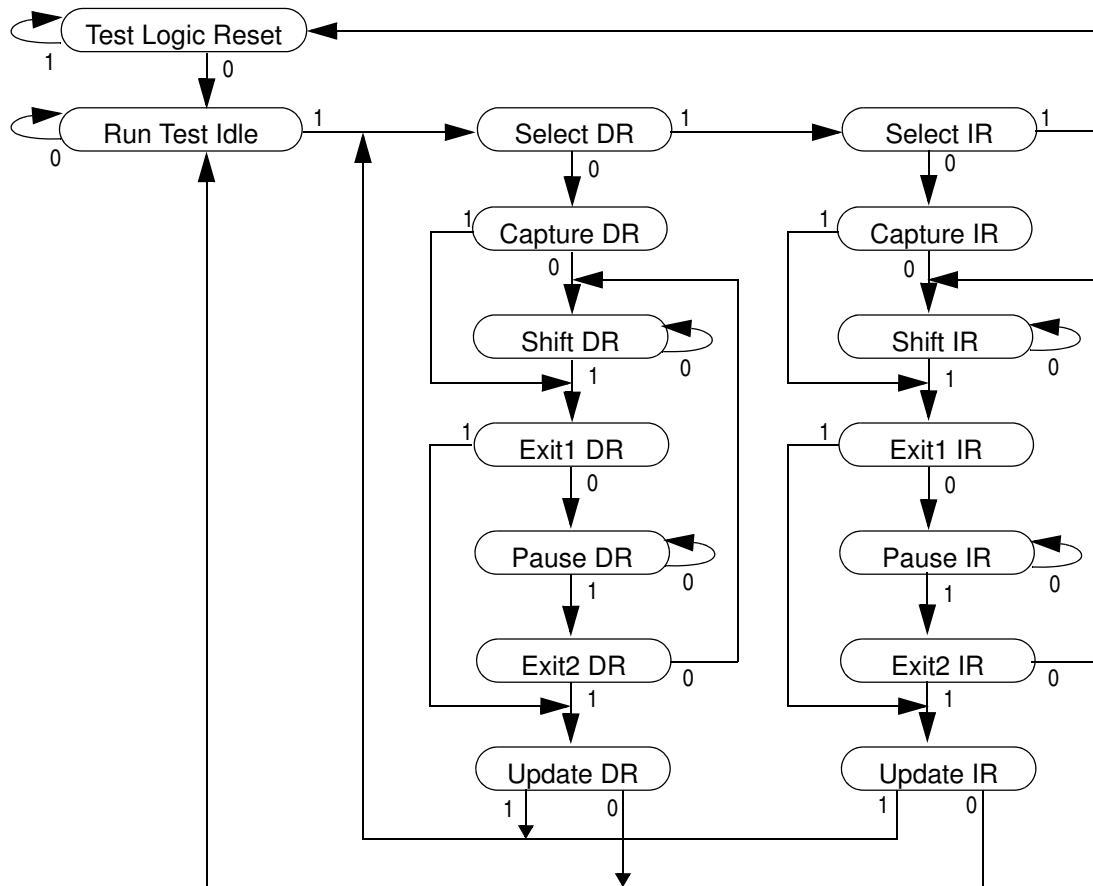 Test Logic Reset
1
0
Run Test Idle
1
0
Select DR
1
0
Select IR
1
0
Capture DR
1
0
Capture IR
1
0
Shift DR
0
1
Shift IR
0
1
Exit1 DR
1
0
Exit1 IR
1
0
Pause DR
0
1
Pause IR
0
1
Exit2 DR
0
1
Exit2 IR
0
1
Update DR
1
0
Update IR
1
0